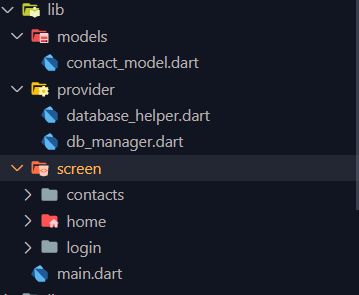 lib
models
contact_model.dart
provider
database_helper.dart
db_manager.dart
screen
contacts
home
login
main.dart